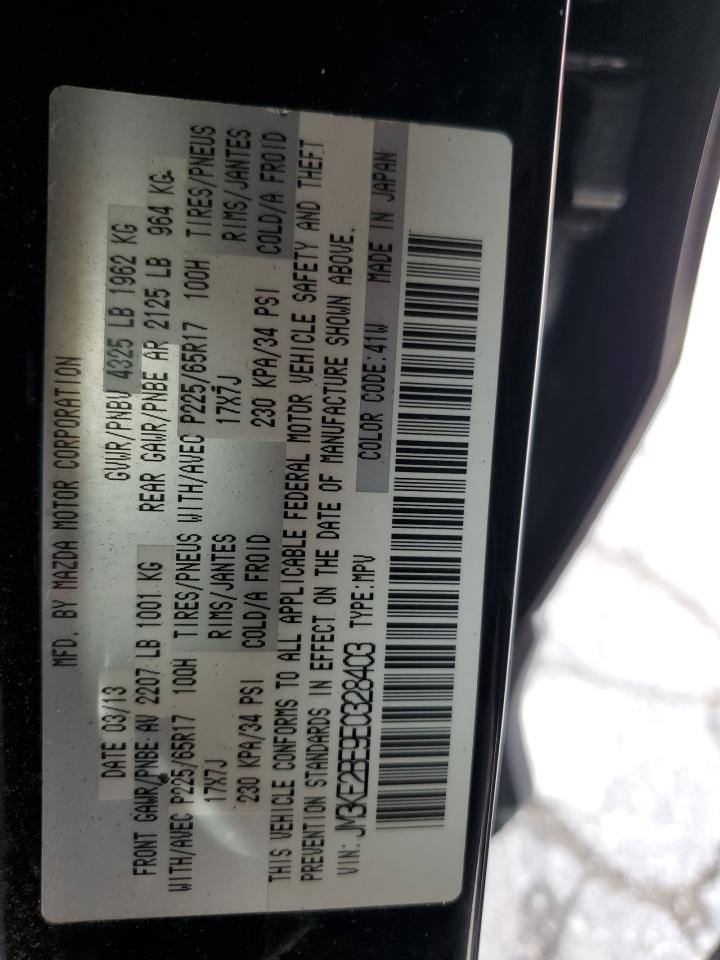 MFD. BY MAZDA MOTOR CORPORATION
DATE 03/13 GVWR/PNBV 4325 LB 1962 KG
FRONT GAWR/PNBE AV 2207 LB 1001 KG REAR GAWR/PNBE AR 2125 LB 964 KG
WITH/AVEC P225/65R17 100H TIRES/PNEUS WITH/AVEC P225/65R17 100H TIRES/PNEUS
17X7J RIMS/JANTES 17X7J RIMS/JANTES
230 KPA/34 PSI COLD/A FROID 230 KPA/34 PSI COLD/A FROID
THIS VEHICLE CONFORMS TO ALL APPLICABLE FEDERAL MOTOR VEHICLE SAFETY AND THEFT
PREVENTION STANDARDS IN EFFECT ON THE DATE OF MANUFACTURE SHOWN ABOVE.
VIN: JM3KE2BE9E0328403 TYPE:MPV COLOR CODE:41W MADE IN JAPAN